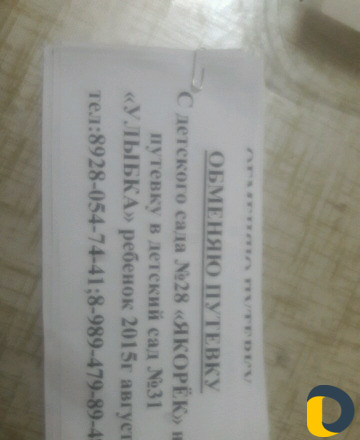 ОБМЕНЯЮ ПУТЕВКУ
С детского сада №28 «ЯКОРЁК» н
путевку в детский сад №31
«УЛЫБКА» ребенок 2015г август
тел:8928-054-74-41;8-989-479-89-4